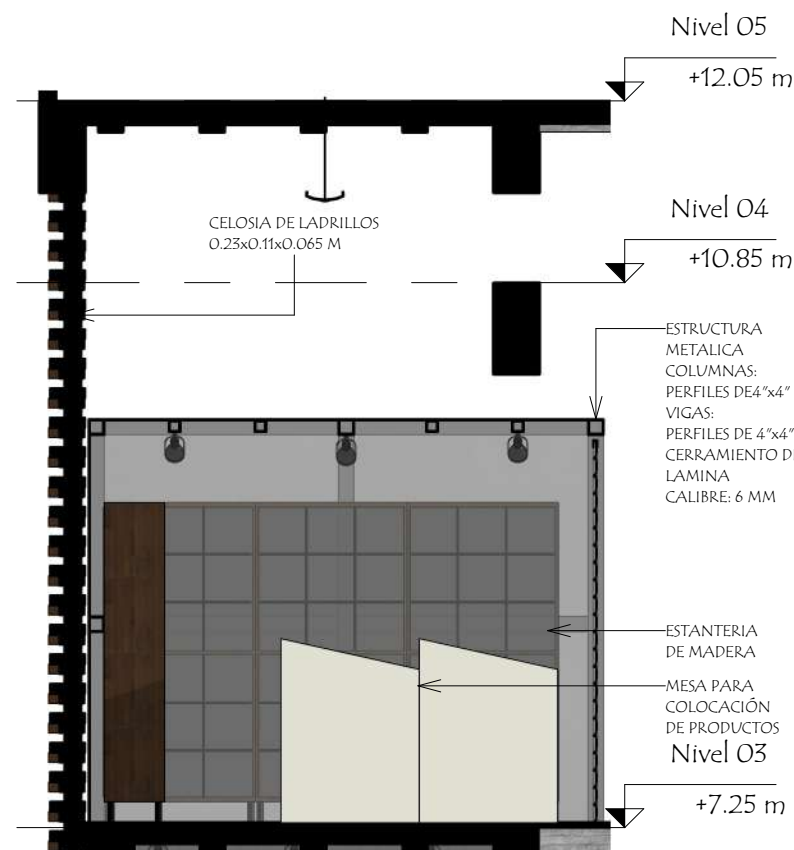 Nivel 05
+12.05 m
CELOSIA DE LADRILLOS
0.23x0.11x0.065 M
Nivel 04
+10.85 m
ESTRUCTURA
METALICA
COLUMNAS:
PERFILES DE4"x4"
VIGAS:
PERFILES DE 4"x4"
CERRAMIENTO D
LAMINA
CALIBRE: 6 MM
ESTANTERIA
DE MADERA
MESA PARA
COLOCACIÓN
DE PRODUCTOS
Nivel 03
+7.25 m